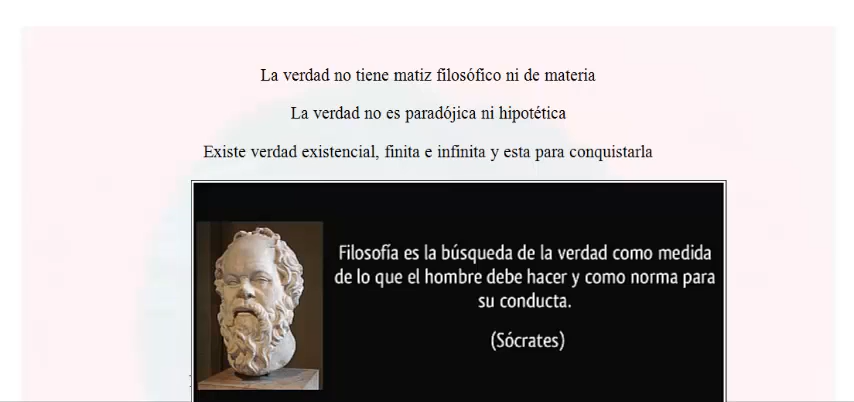 La verdad no tiene matiz filosófico ni de materia
La verdad no es paradójica ni hipotética
Existe verdad existencial, finita e infinita y esta para conquistarla
Filosofía es la búsqueda de la verdad como medida
de lo que el hombre debe hacer y como norma para
su conducta.
(Sócrates)